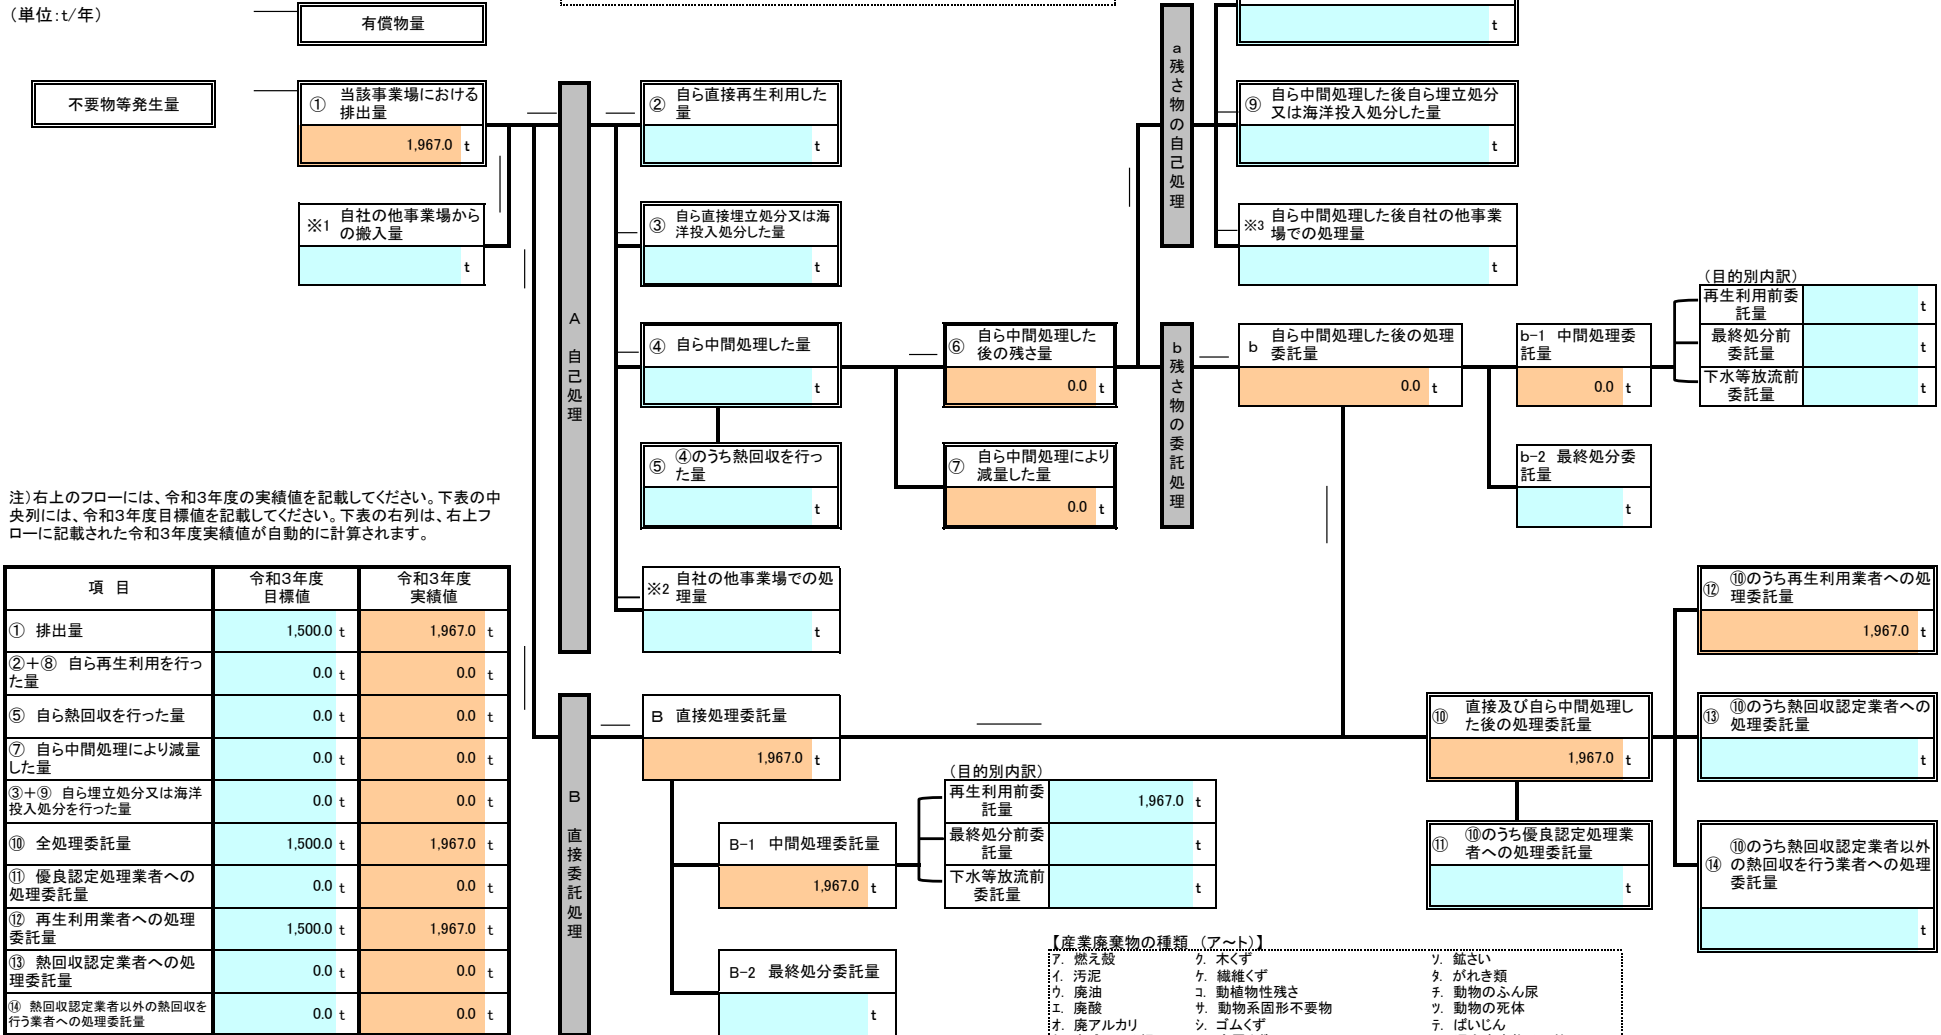 (単位:t/年)
有償物量
t
不要物等発生量
① 当該事業場における
排出量
1,967.0 t
※1 自社の他事業場から
の搬入量
t
A 自己処理
② 自ら直接再生利用した
量
t
③ 自ら直接埋立処分又は海
洋投入処分した量
t
④ 自ら中間処理した量
t
⑤ ④のうち熱回収を行っ
た量
t
※2 自社の他事業場での処
理量
t
⑥ 自ら中間処理した
後の残さ量
0.0 t
⑦ 自ら中間処理により
減量した量
0.0 t
a 残さ物の自己処理
⑨ 自ら中間処理した後自ら埋立処分
又は海洋投入処分した量
t
※3 自ら中間処理した後自社の他事業
場での処理量
t
b 残さ物の委託処理
b 自ら中間処理した後の処理
委託量
0.0 t
b-1 中間処理委
託量
0.0 t
b-2 最終処分委
託量
t
(目的別内訳)
再生利用前委
託量
t
最終処分前
委託量
t
下水等放流前
委託量
t
注)右上のフローには、令和3年度の実績値を記載してください。下表の中
央列には、令和3年度目標値を記載してください。下表の右列は、右上フ
ローに記載された令和3年度実績値が自動的に計算されます。
項 目 令和3年度 目標値 令和3年度 実績値
① 排出量 1,500.0 t 1,967.0 t
②+⑧ 自ら再生利用を行っ
た量 0.0 t 0.0 t
⑤ 自ら熱回収を行った量 0.0 t 0.0 t
⑦ 自ら中間処理により減量
した量 0.0 t 0.0 t
③+⑨ 自ら埋立処分又は海洋
投入処分を行った量 0.0 t 0.0 t
⑩ 全処理委託量 1,500.0 t 1,967.0 t
⑪ 優良認定処理業者への
処理委託量 0.0 t 0.0 t
⑫ 再生利用業者への処理
委託量 1,500.0 t 1,967.0 t
⑬ 熱回収認定業者への処
理委託量 0.0 t 0.0 t
⑭ 熱回収認定業者以外の熱回収を
行う業者への処理委託量 0.0 t 0.0 t
B 直接委託処理
B 直接処理委託量
1,967.0 t
B-1 中間処理委託量
1,967.0 t
B-2 最終処分委託量
t
(目的別内訳)
再生利用前委
託量
1,967.0 t
最終処分前委
託量
t
下水等放流前
委託量
t
⑩ 直接及び自ら中間処理し
た後の処理委託量
1,967.0 t
⑪ ⑩のうち優良認定処理業
者への処理委託量
t
⑫ ⑩のうち再生利用業者への処
理委託量
1,967.0 t
⑬ ⑩のうち熱回収認定業者への
処理委託量
t
⑭ ⑩のうち熱回収認定業者以外
の熱回収を行う業者への処理
委託量
t
【産業廃棄物の種類 (ア~ト)】
ア. 燃え殻 ク. 木くず ソ. 鉱さい
イ. 汚泥 ケ. 繊維くず タ. がれき類
ウ. 廃油 コ. 動植物性残さ チ. 動物のふん尿
エ. 廃酸 サ. 動物系固形不要物 ツ. 動物の死体
オ. 廃アルカリ シ. ゴムくず テ. ばいじん